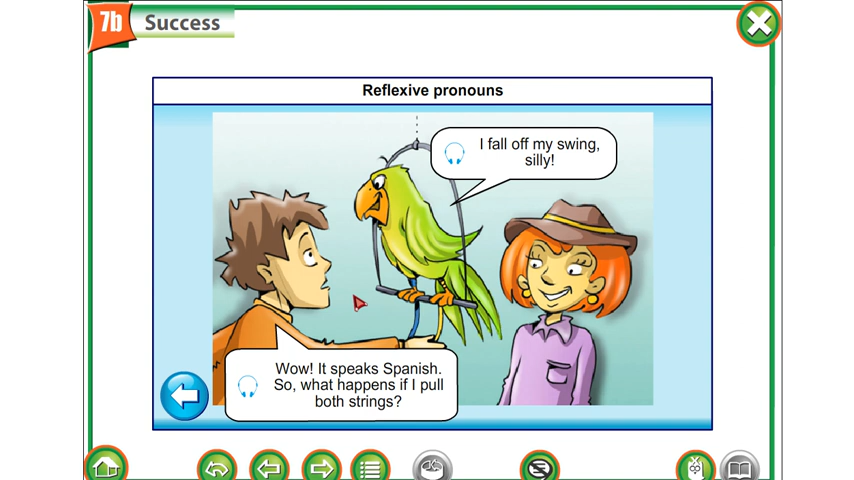 7b Success
Reflexive pronouns
I fall off my swing,
silly!
Wow! It speaks Spanish.
So, what happens if I pull
both strings?